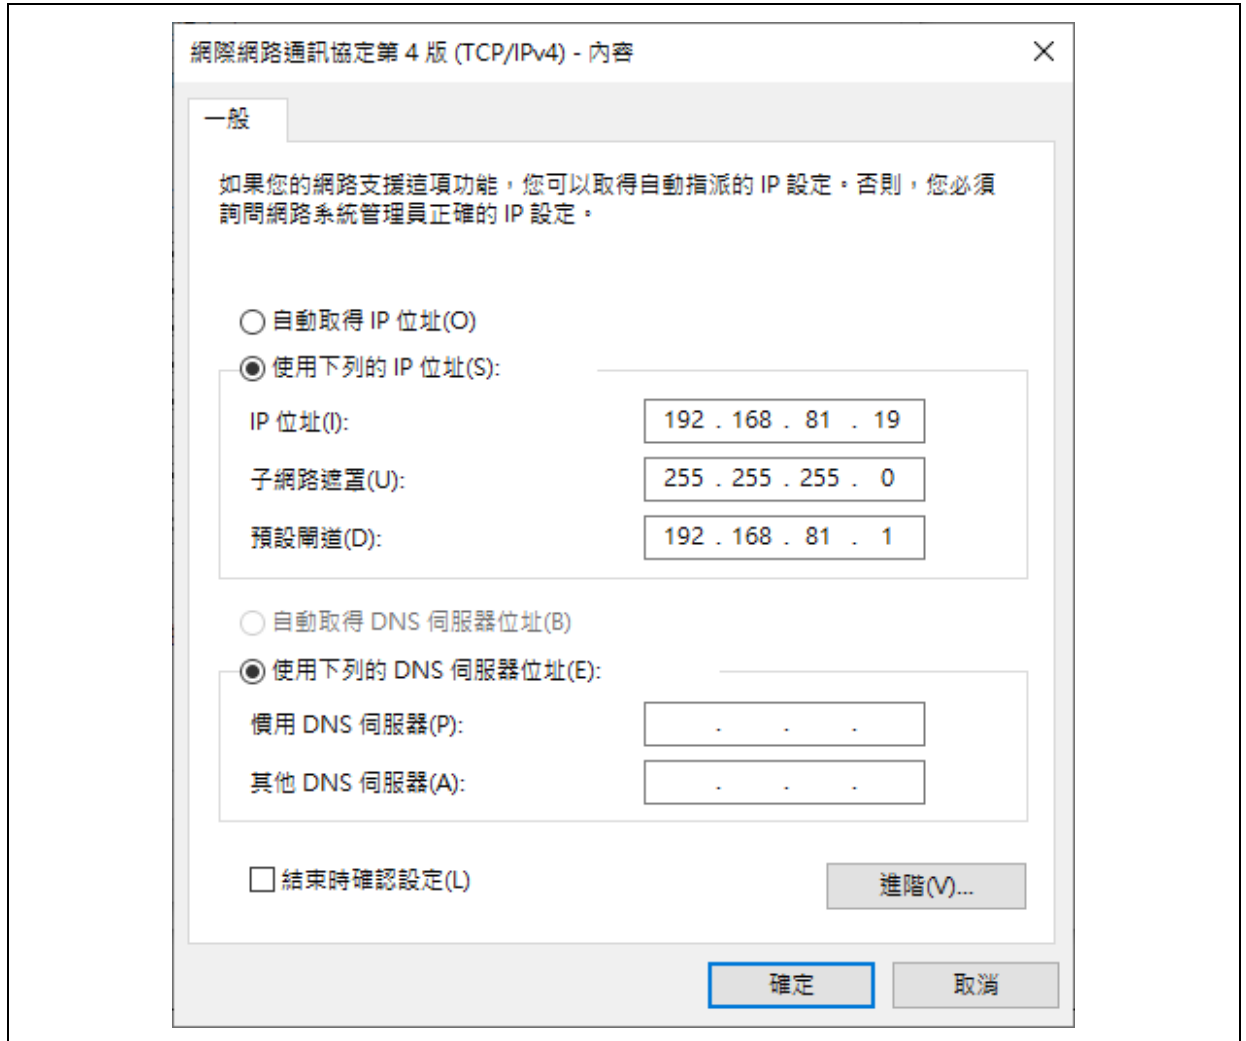 網際網路通訊協定第 4 版 (TCP/IPv4) - 內容
一般
如果您的網路支援這項功能，您可以取得自動指派的 IP 設定。否則，您必須
詢問網路系統管理員正確的 IP 設定。
自動取得 IP 位址(O)
使用下列的 IP 位址(S):
IP 位址(I): 192 . 168 . 81 . 19
子網路遮罩(U): 255 . 255 . 255 . 0
預設閘道(D): 192 . 168 . 81 . 1
自動取得 DNS 伺服器位址(B)
使用下列的 DNS 伺服器位址(E):
慣用 DNS 伺服器(P): . . .
其他 DNS 伺服器(A): . . .
結束時確認設定(L) 進階(V)...
確定 取消